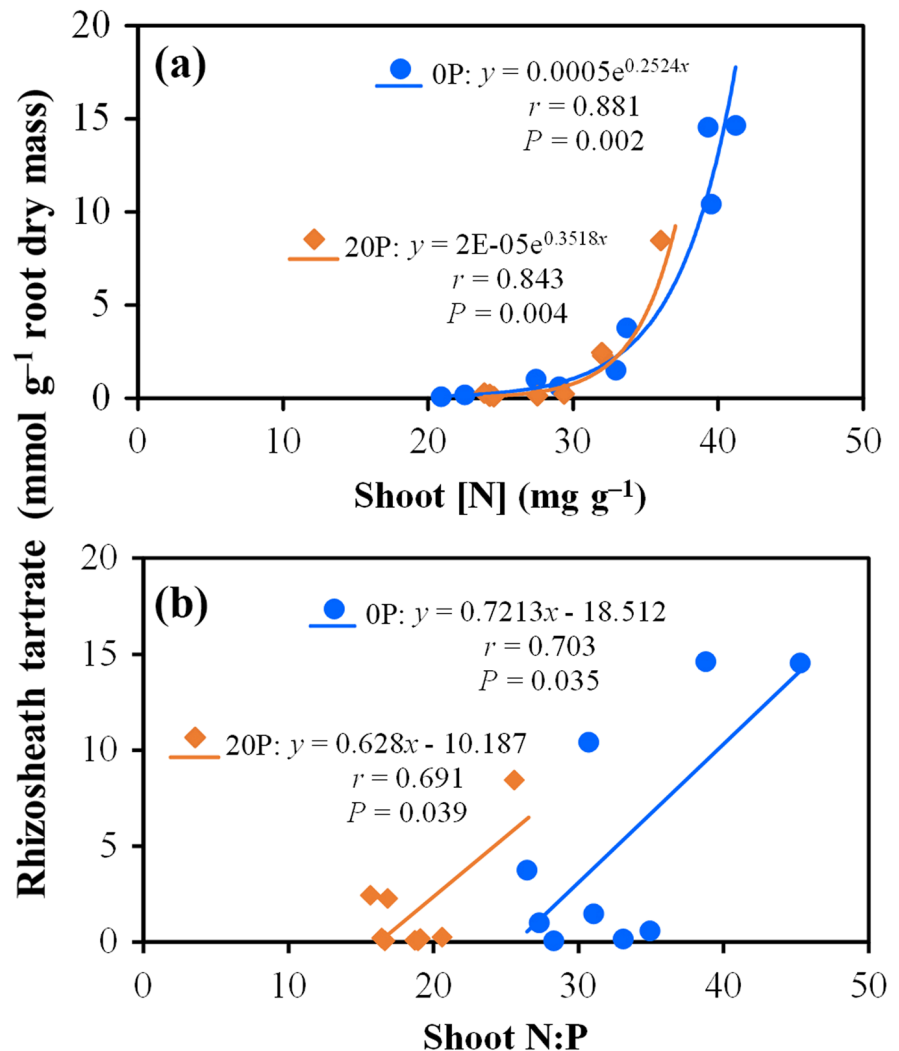 Rhizosheath tartrate (mmol g⁻¹ root dry mass)
20
(a)
0P: y = 0.0005e^0.2524x
r = 0.881
P = 0.002
15
10
20P: y = 2E-05e^0.3518x
r = 0.843
P = 0.004
5
0
0 10 20 30 40 50
Shoot [N] (mg g⁻¹)
20
(b)
0P: y = 0.7213x - 18.512
r = 0.703
P = 0.035
15
20P: y = 0.628x - 10.187
10
r = 0.691
P = 0.039
5
0
0 10 20 30 40 50
Shoot N:P